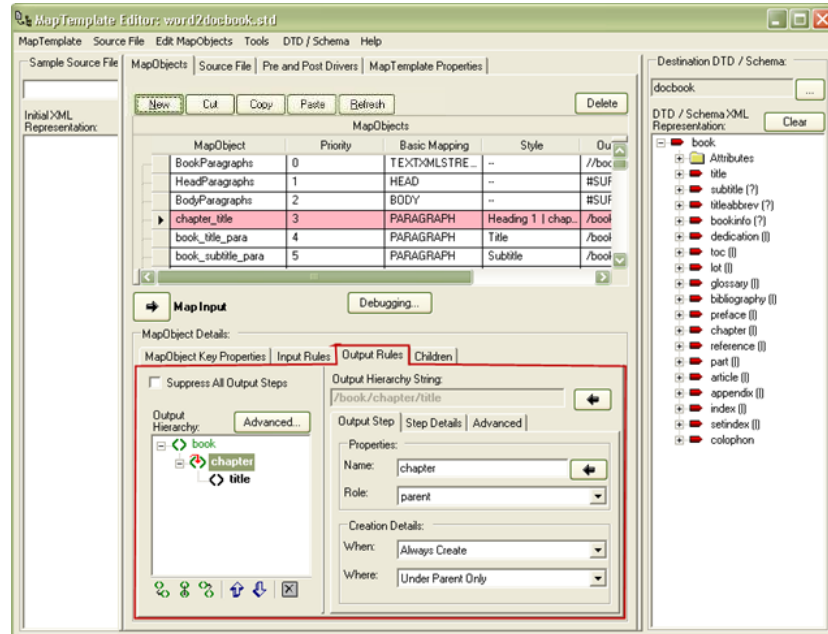 MapTemplate Editor: word2docbook.std
MapTemplate Source File Edit MapObjects Tools DTD / Schema Help
Sample Source File
Initial XML
Representation:
MapObjects Source File Pre and Post Drivers MapTemplate Properties
New Cut Copy Paste Refresh Delete
MapObjects
MapObject Priority Basic Mapping Style Ou
BookParagraphs 0 TEXTXMLSTRE... -- //boo
HeadParagraphs 1 HEAD -- #SUF
BodyParagraphs 2 BODY -- #SUF
chapter_title 3 PARAGRAPH Heading 1 | chap... /book
book_title_para 4 PARAGRAPH Title /book
book_subtitle_para 5 PARAGRAPH Subtitle /book
Map Input Debugging...
MapObject Details:
MapObject Key Properties Input Rules Output Rules Children
Suppress All Output Steps
Output
Hierarchy:
Advanced...
book
chapter
title
Output Hierarchy String:
/book/chapter/title
Output Step Step Details Advanced
Properties:
Name: chapter
Role: parent
Creation Details:
When: Always Create
Where: Under Parent Only
Destination DTD / Schema:
docbook ...
DTD / Schema XML
Representation:
Clear
book
Attributes
title
subtitle (?)
titleabbrev (?)
bookinfo (?)
dedication (|)
toc (|)
lot (|)
glossary (|)
bibliography (|)
preface (|)
chapter (|)
reference (|)
part (|)
article (|)
appendix (|)
index (|)
setindex (|)
colophon